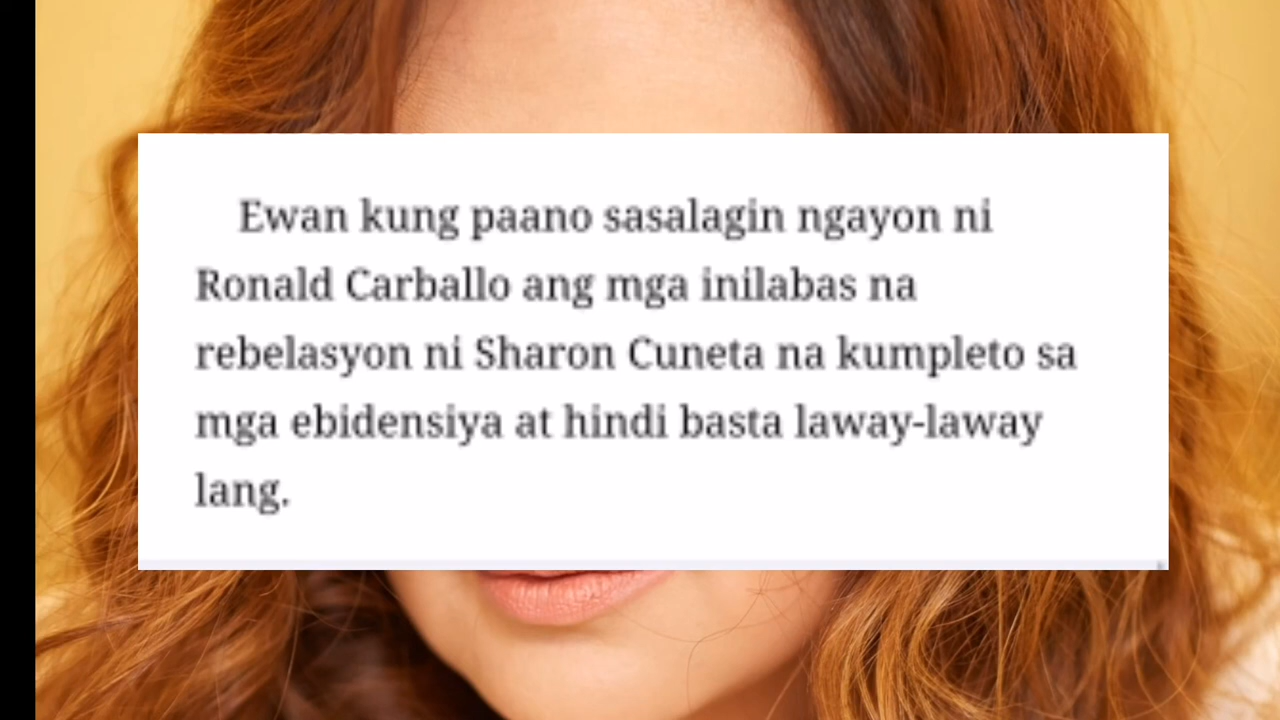 Ewan kung paano sasalagin ngayon ni
Ronald Carballo ang mga inilabas na
rebelasyon ni Sharon Cuneta na kumpleto sa
mga ebidensiya at hindi basta laway-laway
lang.